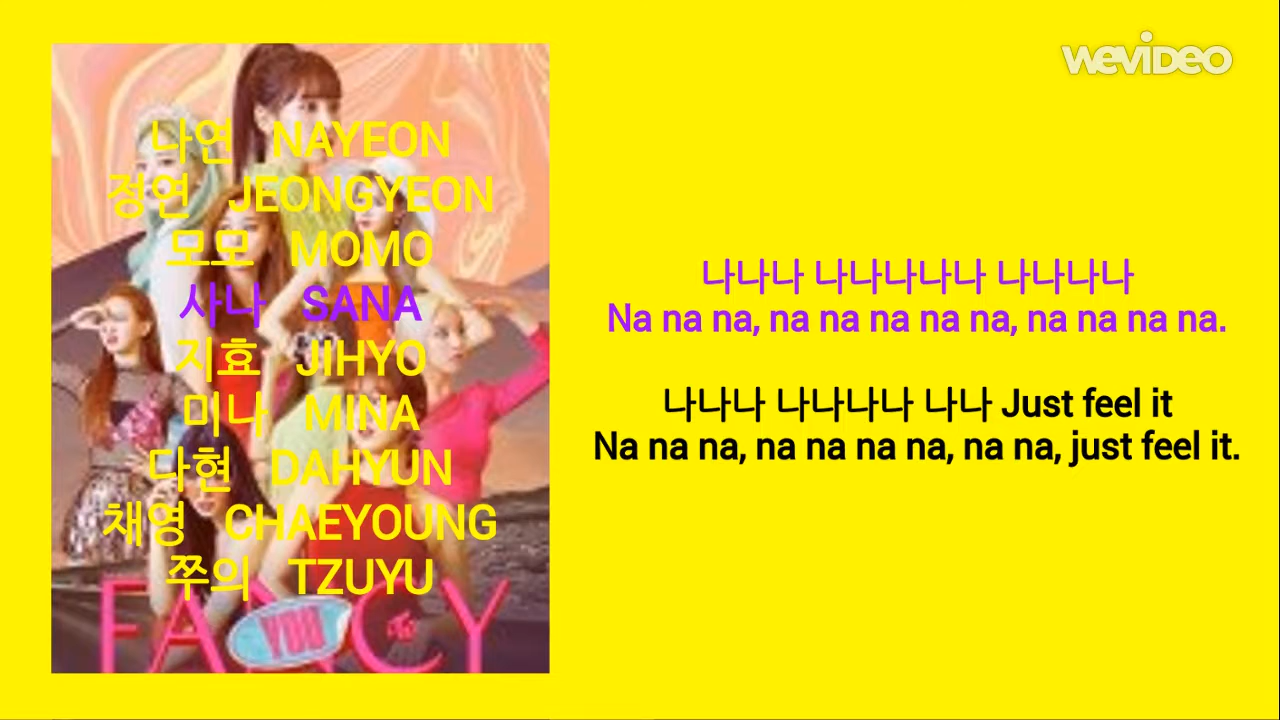 wevideo
나연 NAYEON
정연 JEONGYEON
모모 MOMO
사나 SANA
지효 JIHYO
미나 MINA
다현 DAHYUN
채영 CHAEYOUNG
쯔의 TZUYU
FANCY
YOU
나나나 나나나나나 나나나나
Na na na, na na na na na, na na na na.
나나나 나나나나 나나 Just feel it
Na na na, na na na na, na na, just feel it.